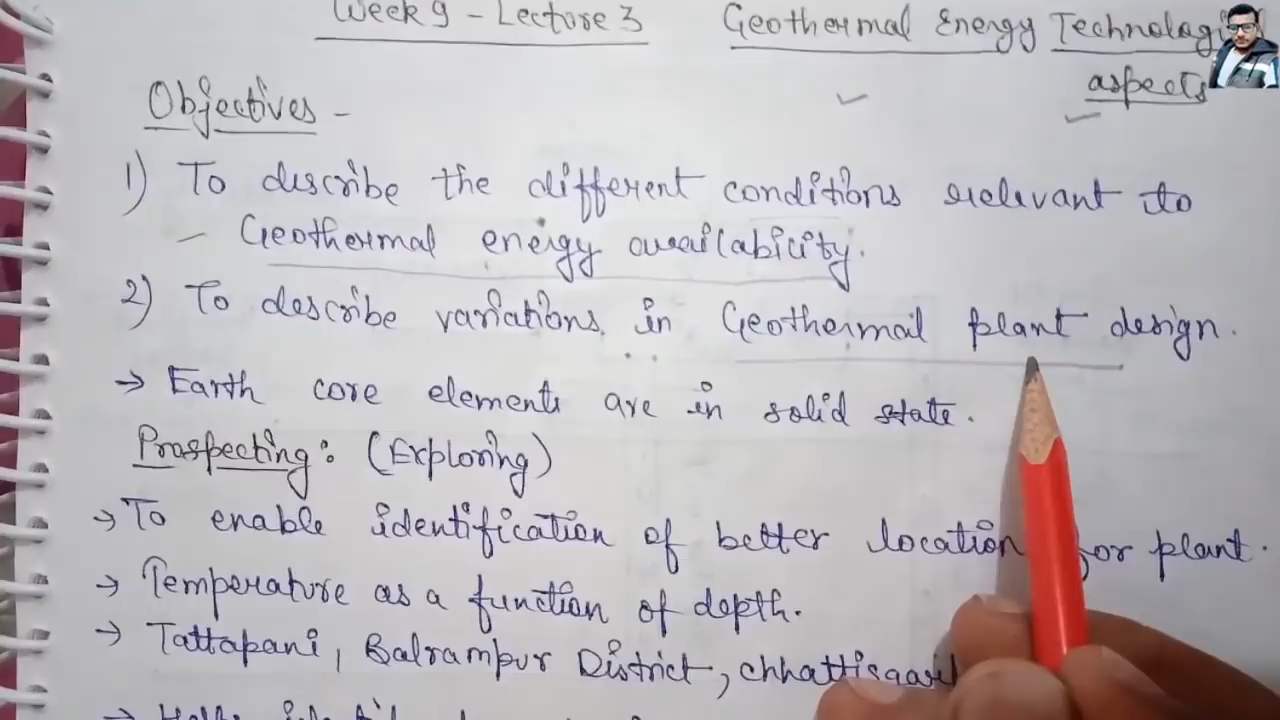 Week 9 - Lecture 3 Geothermal Energy
aspects
Objectives -
1) To describe the different conditions relevant to
- Geothermal energy availability.
2) To describe variations in Geothermal plant design.
→ Earth core elements are in solid state.
Prospecting: (Exploring)
→ To enable identification of better location for plant.
→ Temperature as a function of depth.
→ Tattapani, Balrampur District,